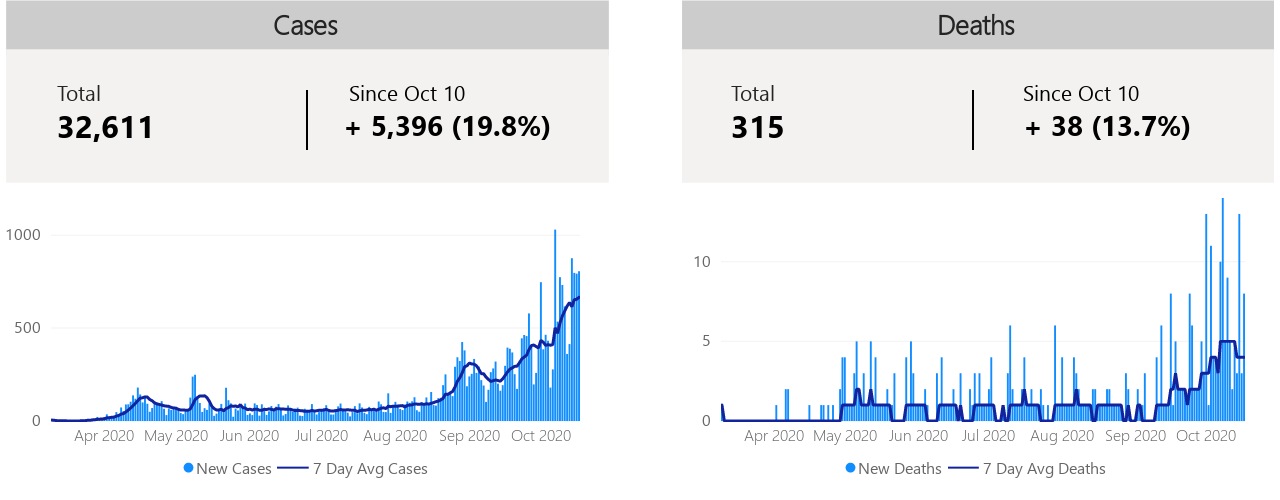 Cases
Total
32,611
Since Oct 10
+ 5,396 (19.8%)
1000
500
0
Apr 2020 May 2020 Jun 2020 Jul 2020 Aug 2020 Sep 2020 Oct 2020
New Cases 7 Day Avg Cases
Deaths
Total
315
Since Oct 10
+ 38 (13.7%)
10
5
0
Apr 2020 May 2020 Jun 2020 Jul 2020 Aug 2020 Sep 2020 Oct 2020
New Deaths 7 Day Avg Deaths